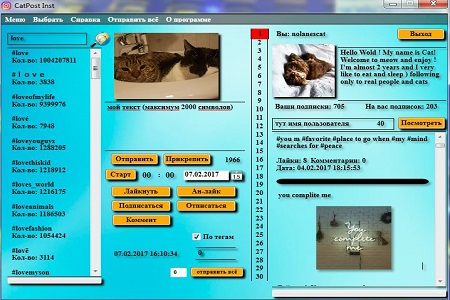 CatPost Inst
Меню Выбрать Справка Отправить всё О программе
love
#love
Кол-во: 1004207811
# l o v e
Кол-во: 3838
#loveofmylife
Кол-во: 9399976
#lové
Кол-во: 7948
#loveyouguyz
Кол-во: 1288205
#lovethiskid
Кол-во: 1218912
#loves_world
Кол-во: 1216175
#loveanimals
Кол-во: 1186503
#lovefashion
Кол-во: 1054424
#lovë
Кол-во: 3114
#lovemyson
мой текст (максимум 2000 символов)
Отправить Прикрепить 1966
Старт 00 : 00 07.02.2017 15
Лайкнуть Ан-лайк
Подписаться Отписаться
Коммент
По тегам
07.02.2017 16:10:34
0 отправить всё
1
2
3
4
5
6
7
8
9
10
11
12
13
14
15
16
17
18
19
20
21
22
23
24
25
26
27
28
29
30
Вы: nolanescat Выход
Hello Wold ! My name is Cat!
Welcome to meow and enjoy !
I'm almost 2 years and I very
like to eat and sleep ) following
only to real people and cats
Ваши подписки: 705 На вас подписок: 203
тут имя пользователя 40 Посмотреть
#you m #favorite #place to go when #my #mind
#searches for #peace
Лайки: 8 Комментарии: 0
Дата: 04.02.2017 18:15:53
you complite me
You
complete
me